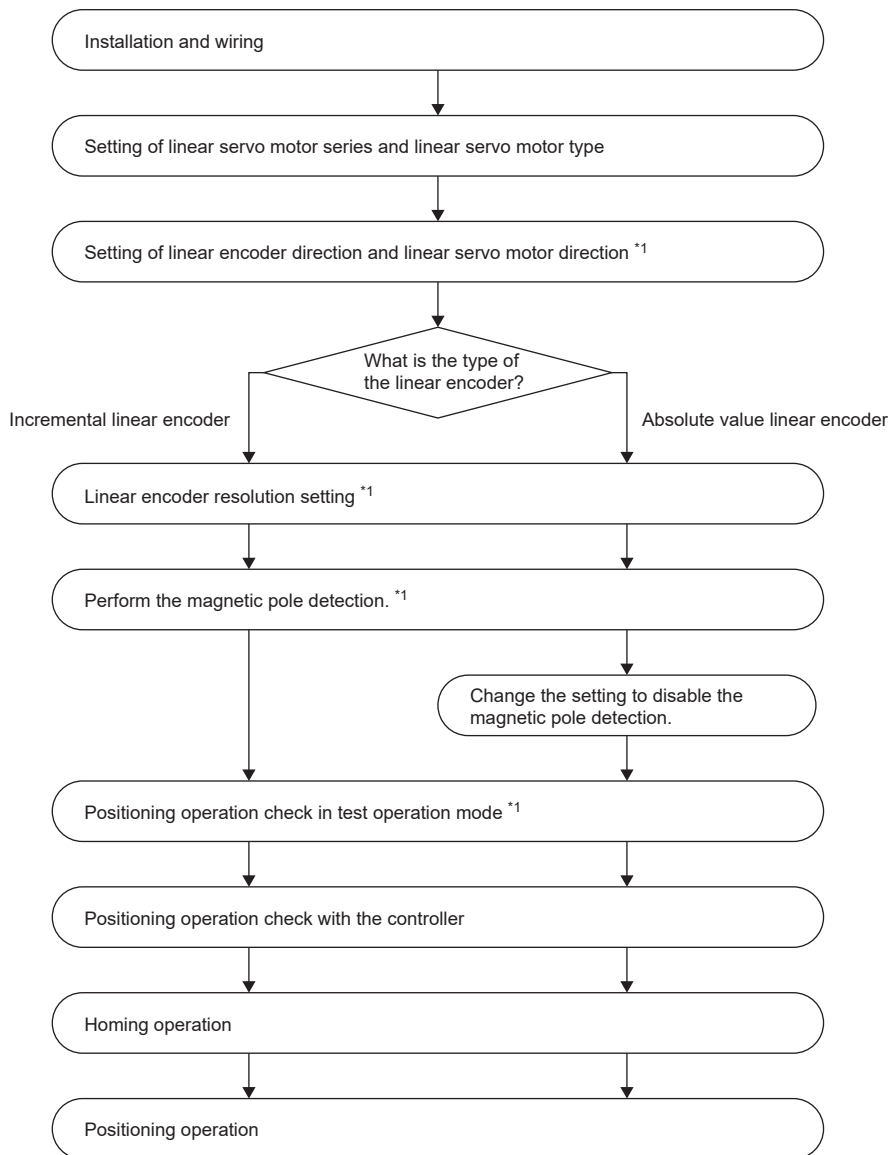 Installation and wiring
Setting of linear servo motor series and linear servo motor type
Setting of linear encoder direction and linear servo motor direction *1
What is the type of
the linear encoder?
Incremental linear encoder
Absolute value linear encoder
Linear encoder resolution setting *1
Perform the magnetic pole detection. *1
Change the setting to disable the
magnetic pole detection.
Positioning operation check in test operation mode *1
Positioning operation check with the controller
Homing operation
Positioning operation